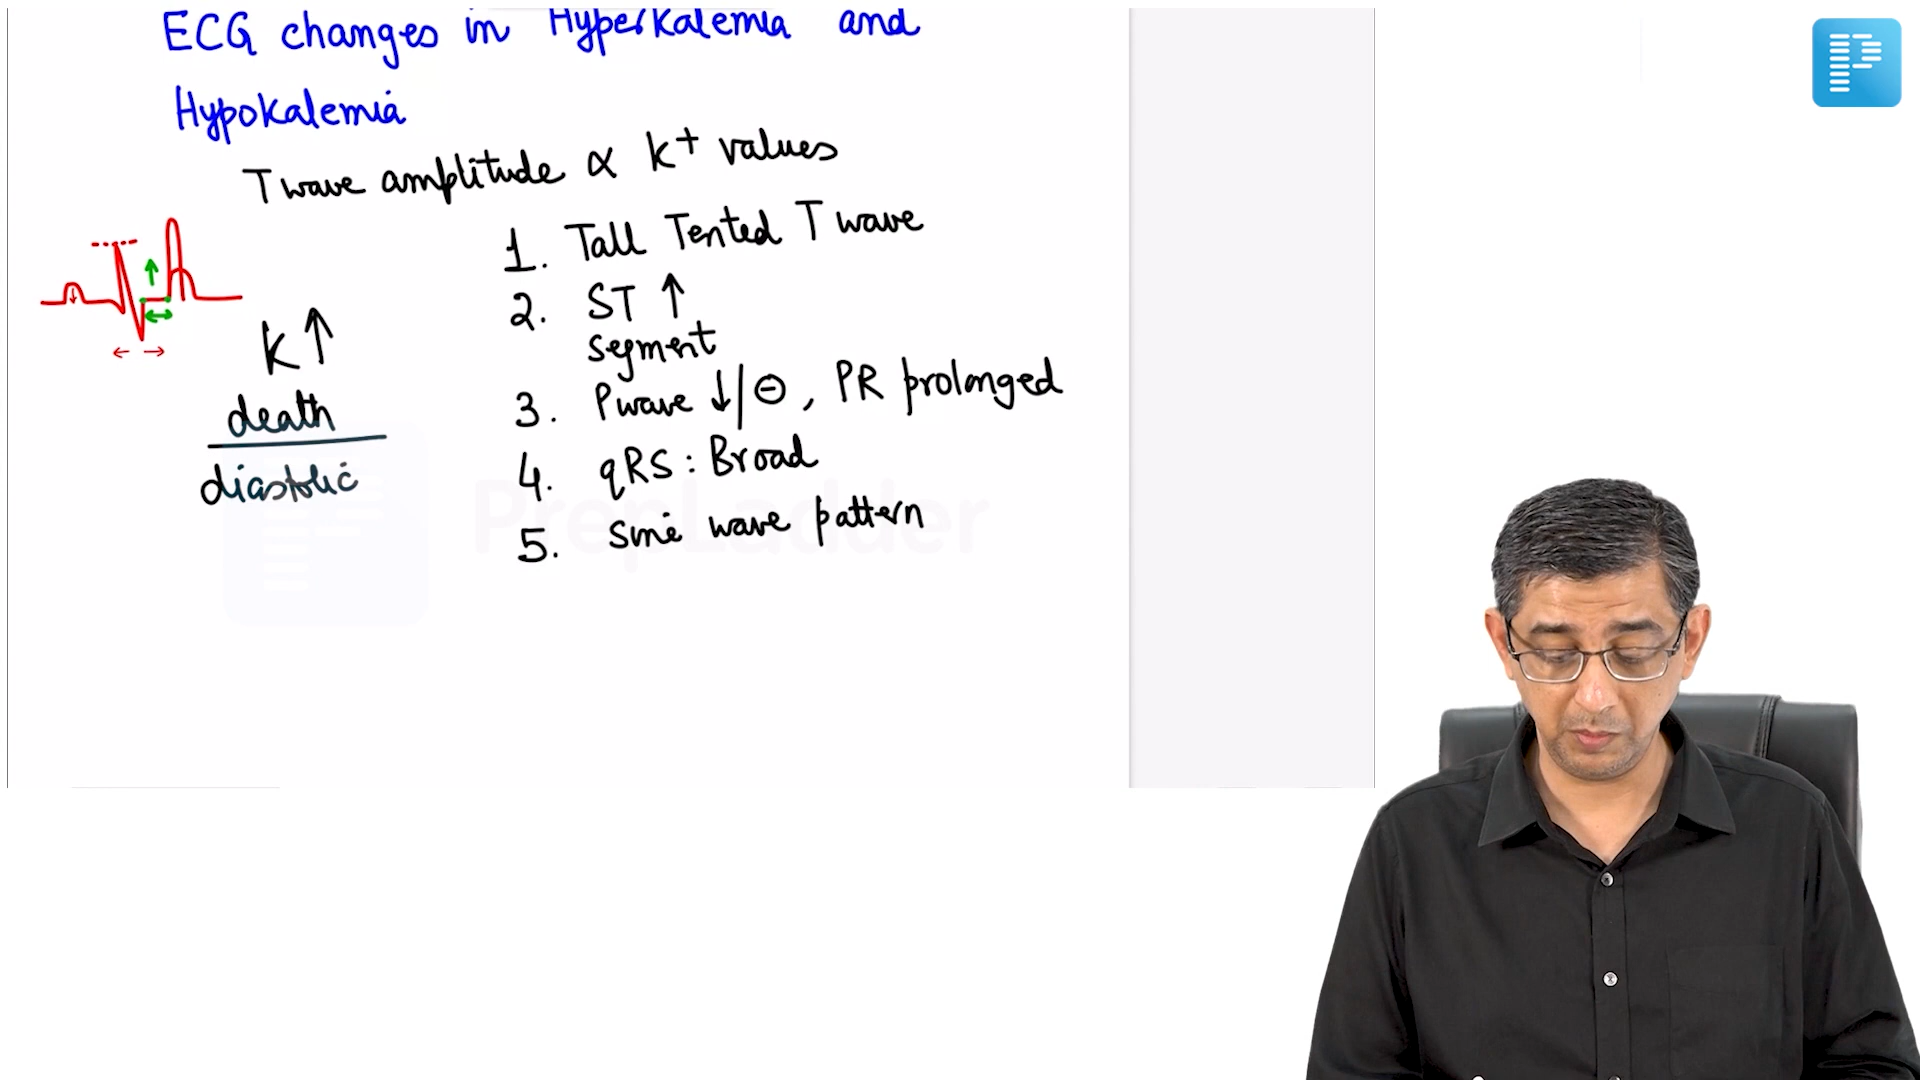 ECG changes in Hyperkalemia and
Hypokalemia
T wave amplitude ∝ K+ values
1. Tall Tented T wave
2. ST ↑
segment
K↑
3. P wave ↓/⊖, PR prolonged
death
diastolic
4. qRS : Broad
5. Sine wave pattern
PrepLadder